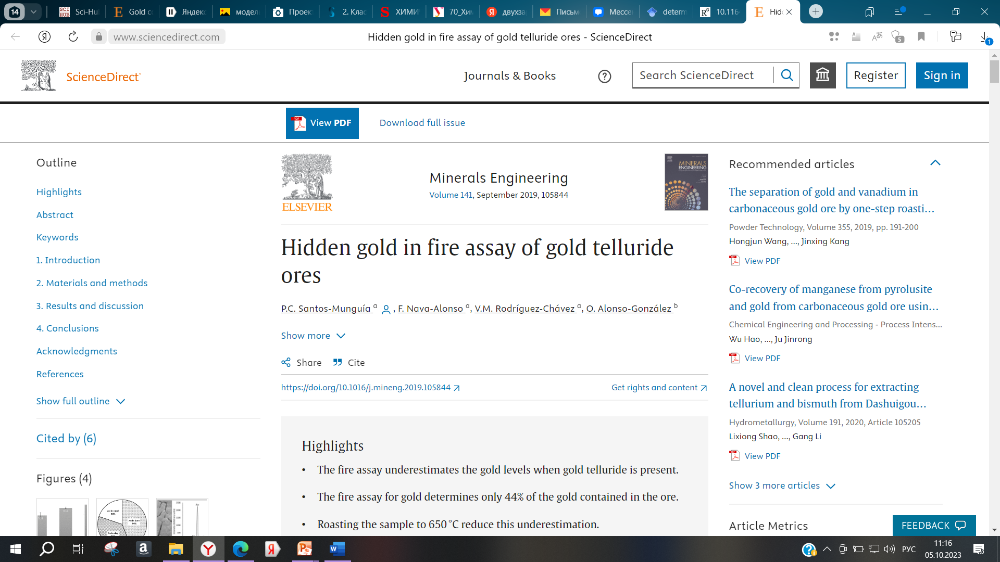 14
SCI HUB
Sci-Hu
Gold co
Яндекс
модел
Проек
2. Клас
ХИМИ
70_Хим
двухза
Письм
Мессе
determ
10.116
Hidd
www.sciencedirect.com
Hidden gold in fire assay of gold telluride ores - ScienceDirect
5
1
ScienceDirect
Journals & Books
Search ScienceDirect
Register
Sign in
View PDF
Download full issue
Outline
Highlights
Abstract
Keywords
1. Introduction
2. Materials and methods
3. Results and discussion
4. Conclusions
Acknowledgments
References
Show full outline
Cited by (6)
Figures (4)
ELSEVIER
Minerals Engineering
Volume 141, September 2019, 105844
MINERALS
ENGINEERING
Hidden gold in fire assay of gold telluride
ores
P.C. Santos-Munguía a, F. Nava-Alonso a, V.M. Rodríguez-Chávez a, O. Alonso-González b
Show more
Share
Cite
https://doi.org/10.1016/j.mineng.2019.105844
Get rights and content
Highlights
• The fire assay underestimates the gold levels when gold telluride is present.
• The fire assay for gold determines only 44% of the gold contained in the ore.
• Roasting the sample to 650 °C reduce this underestimation.
Recommended articles
The separation of gold and vanadium in
carbonaceous gold ore by one-step roasti…
Powder Technology, Volume 355, 2019, pp. 191-200
Hongjun Wang, …, Jinxing Kang
View PDF
Co-recovery of manganese from pyrolusite
and gold from carbonaceous gold ore usin…
Chemical Engineering and Processing - Process Intens…
Wu Hao, …, Ju Jinrong
View PDF
A novel and clean process for extracting
tellurium and bismuth from Dashuigou…
Hydrometallurgy, Volume 191, 2020, Article 105205
Lixiong Shao, …, Gang Li
View PDF
Show 3 more articles
Article Metrics
FEEDBACK
РУС
11:16
05.10.2023